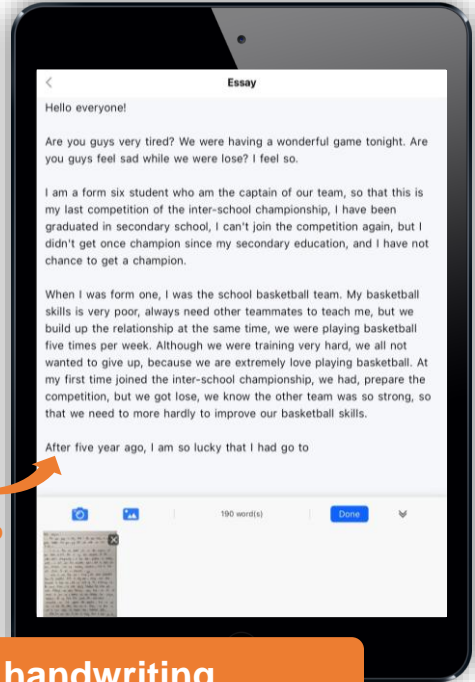 Essay
Hello everyone!
Are you guys very tired? We were having a wonderful game tonight. Are
you guys feel sad while we were lose? I feel so.
I am a form six student who am the captain of our team, so that this is
my last competition of the inter-school championship, I have been
graduated in secondary school, I can't join the competition again, but I
didn't get once champion since my secondary education, and I have not
chance to get a champion.
When I was form one, I was the school basketball team. My basketball
skills is very poor, always need other teammates to teach me, but we
build up the relationship at the same time, we were playing basketball
five times per week. Although we were training very hard, we all not
wanted to give up, because we are extremely love playing basketball. At
my first time joined the inter-school championship, we had, prepare the
competition, but we got lose, we know the other team was so strong, so
that we need to more hardly to improve our basketball skills.
After five year ago, I am so lucky that I had go to
190 word(s)
Done
handwriting